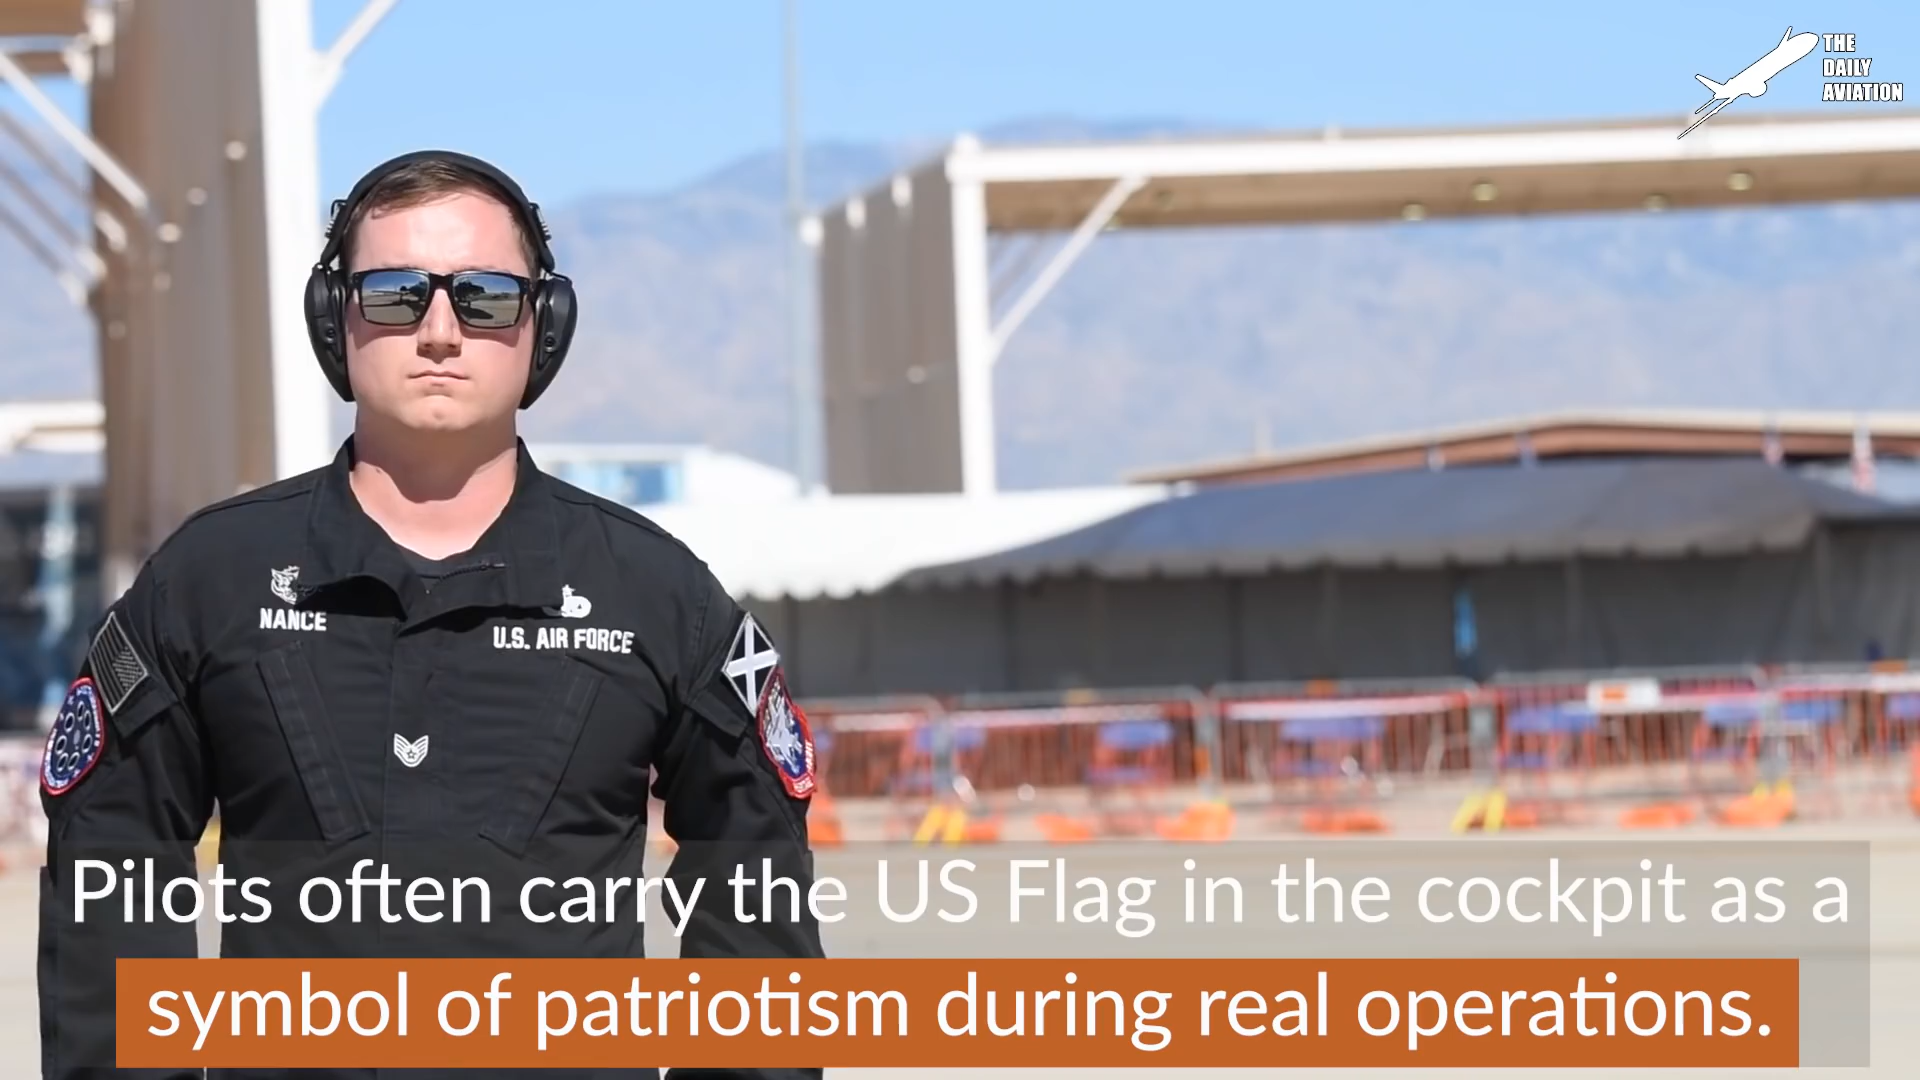 THE
DAILY
AVIATION
NANCE
U.S. AIR FORCE
Pilots often carry the US Flag in the cockpit as a
symbol of patriotism during real operations.